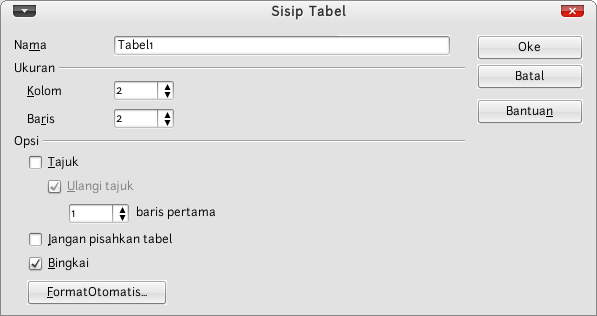 Sisip Tabel
Nama Tabel1 Oke
Ukuran Batal
Kolom 2
Bantuan
Baris 2
Opsi
Tajuk
Ulangi tajuk
1 baris pertama
Jangan pisahkan tabel
Bingkai
FormatOtomatis...